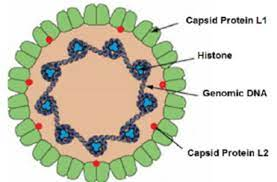 Capsid Protein L1
Histone
Genomic DNA
Capsid Protein L2